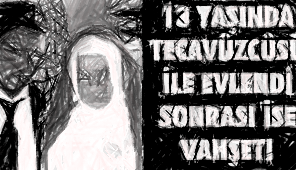 13 YAŞINDA
TECAVÜZCÜSÜ
İLE EVLENDİ
SONRASI İSE
VAHŞET!